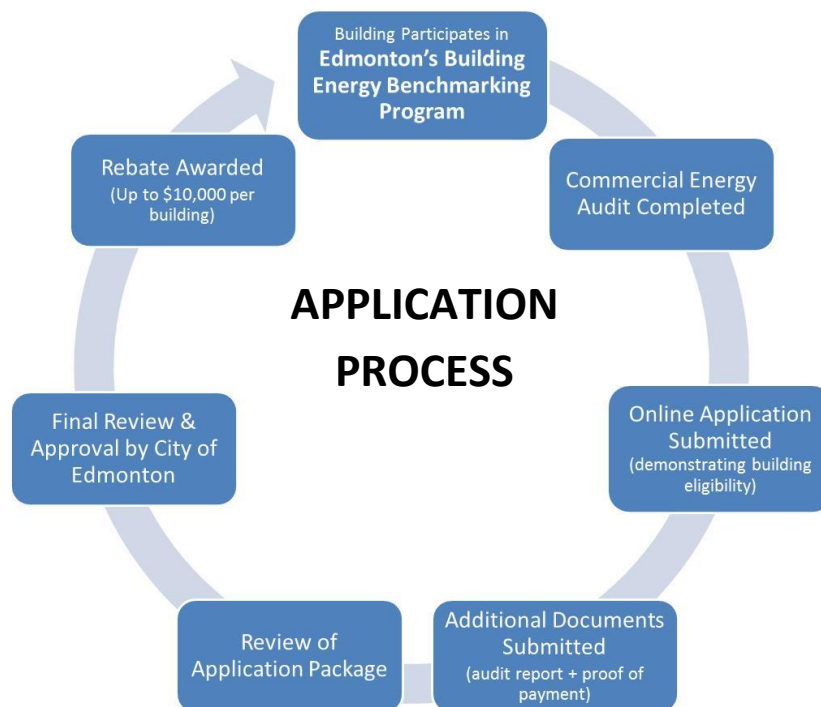 Building Participates in
Edmonton's Building
Energy Benchmarking
Program
Commercial Energy
Audit Completed
Online Application
Submitted
(demonstrating building
eligibility)
Additional Documents
Submitted
(audit report + proof of
payment)
Review of
Application Package
Final Review &
Approval by City of
Edmonton
Rebate Awarded
(Up to $10,000 per
building)
APPLICATION
PROCESS